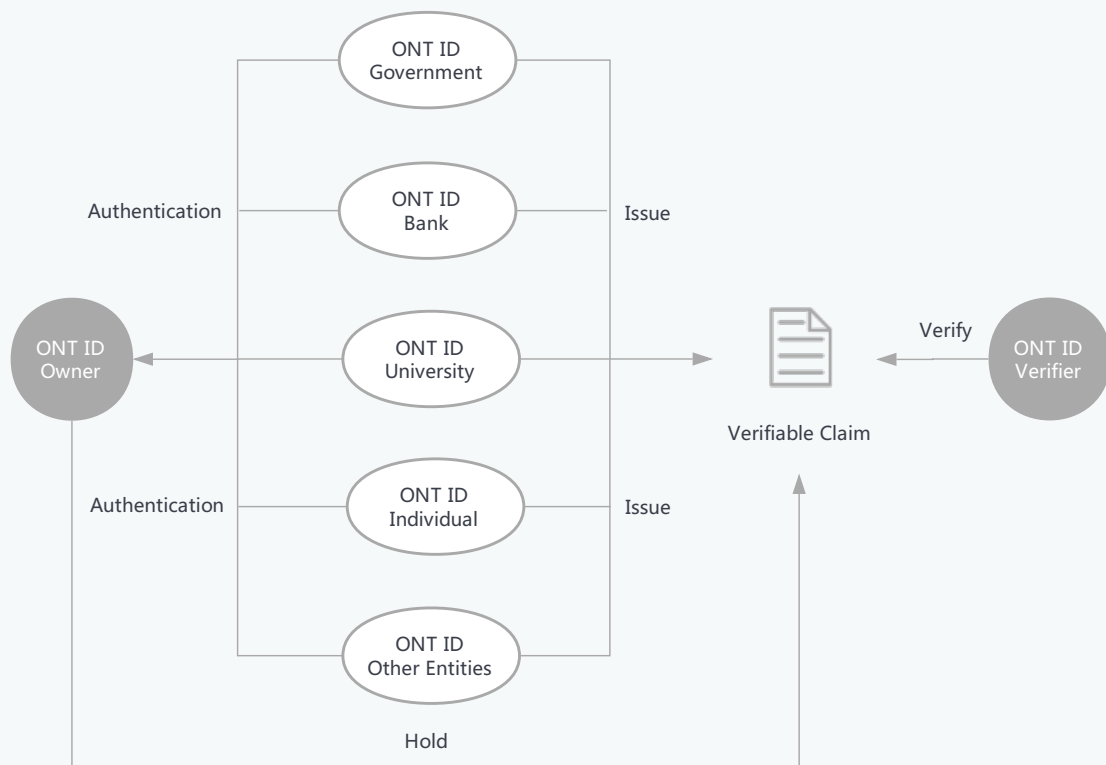 ONT ID
Government
Authentication
ONT ID
Bank
Issue
ONT ID
Owner
ONT ID
University
Verify
ONT ID
Verifier
Verifiable Claim
Authentication
ONT ID
Individual
Issue
ONT ID
Other Entities
Hold